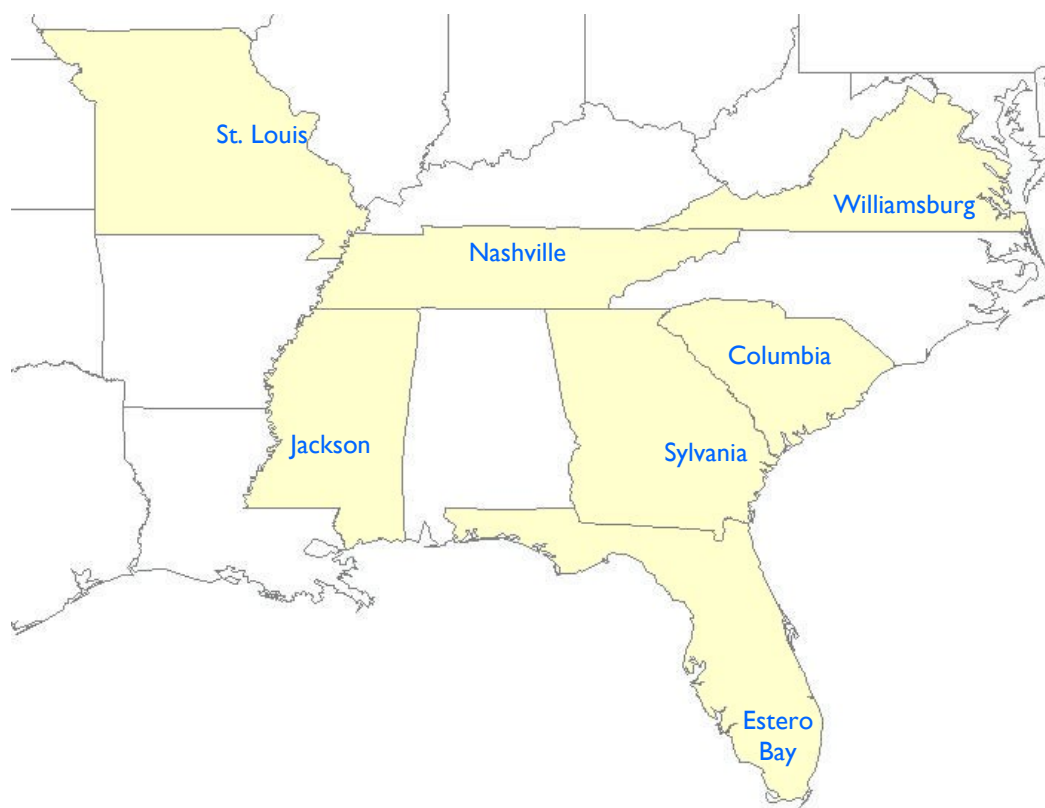 St. Louis
Williamsburg
Nashville
Columbia
Jackson
Sylvania
Estero
Bay